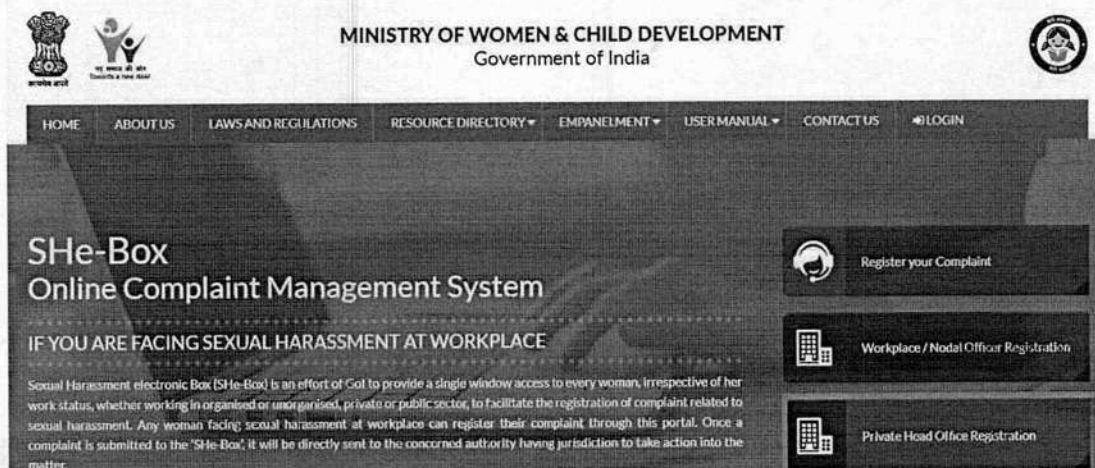 MINISTRY OF WOMEN & CHILD DEVELOPMENT
Government of India
सत्यमेव जयते
HOME ABOUT US LAWS AND REGULATIONS RESOURCE DIRECTORY EMPANELMENT USER MANUAL CONTACT US LOGIN
SHe-Box
Online Complaint Management System
IF YOU ARE FACING SEXUAL HARASSMENT AT WORKPLACE
Sexual Harassment electronic Box (SHe-Box) is an effort of GoI to provide a single window access to every woman, irrespective of her
work status, whether working in organised or unorganised, private or public sector, to facilitate the registration of complaint related to
sexual harassment. Any woman facing sexual harassment at workplace can register their complaint through this portal. Once a
complaint is submitted to the 'SHe-Box', it will be directly sent to the concerned authority having jurisdiction to take action into the
matter.
Register your Complaint
Workplace / Nodal Officer Registration
Private Head Office Registration